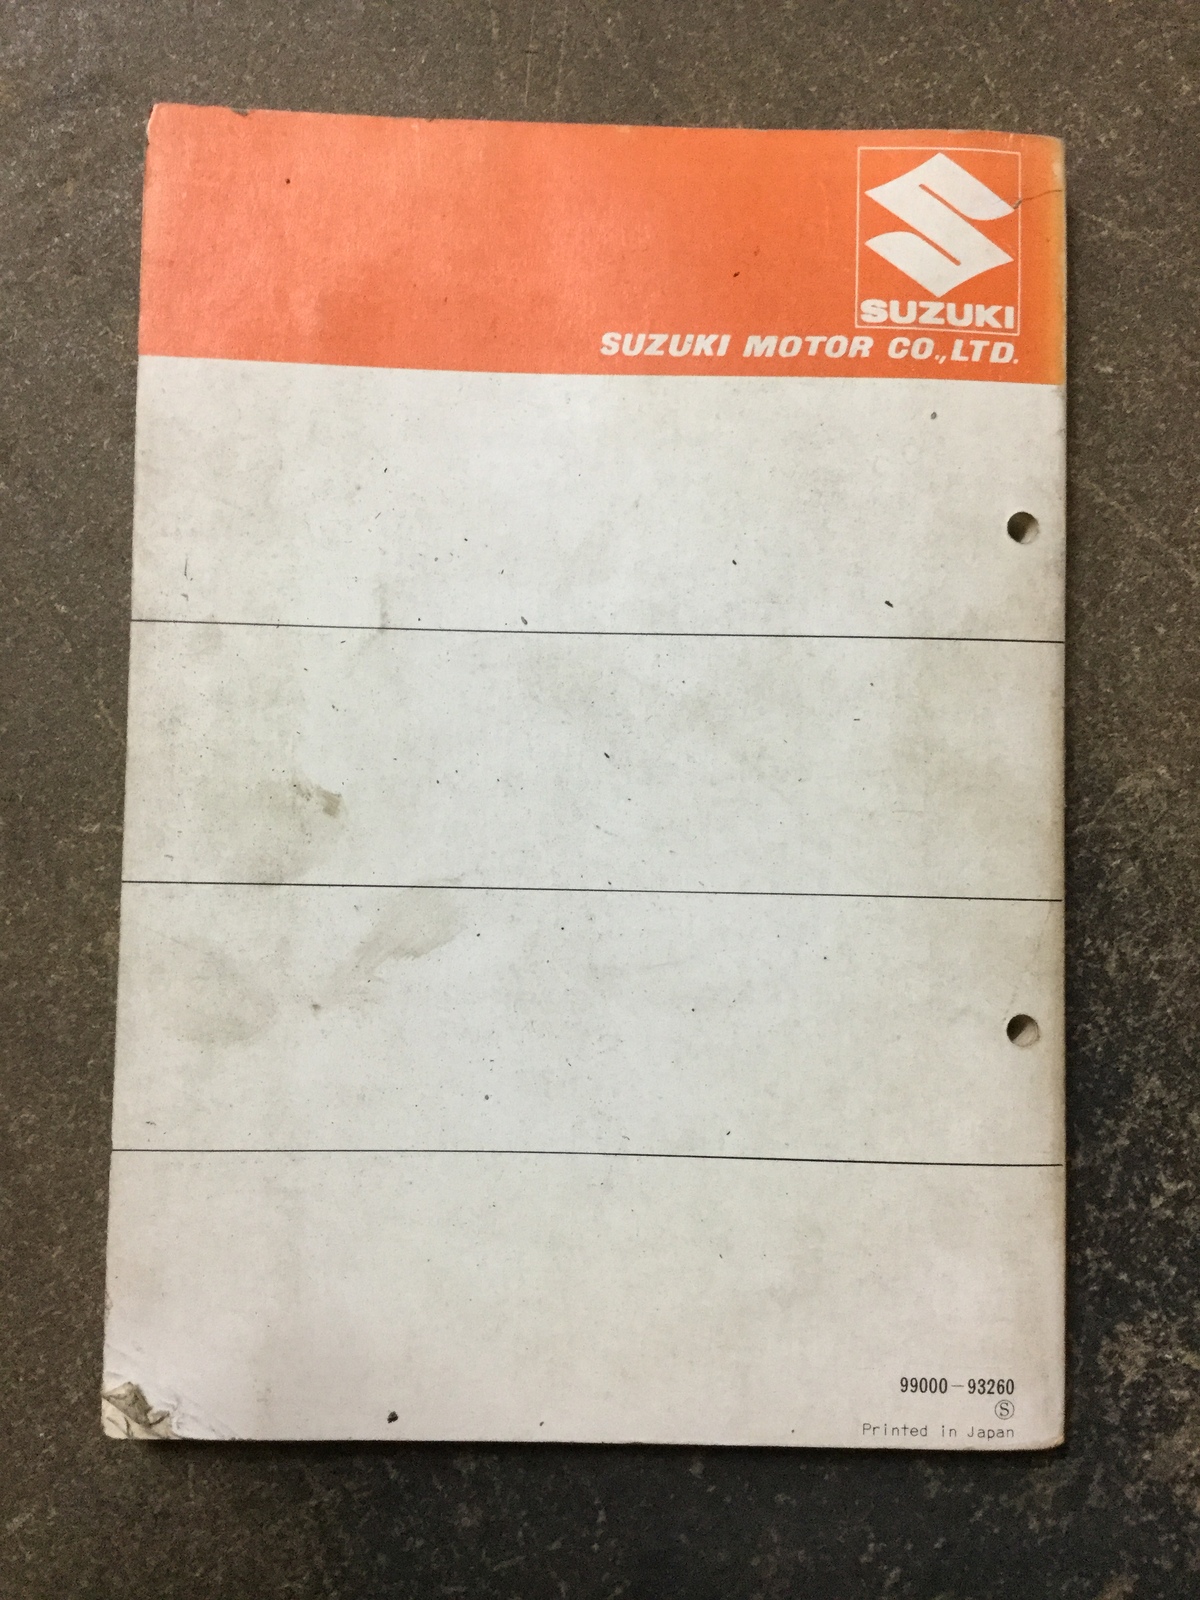 SUZUKI
SUZUKI MOTOR CO.,LTD.
99000-93260
Ⓢ
Printed in Japan